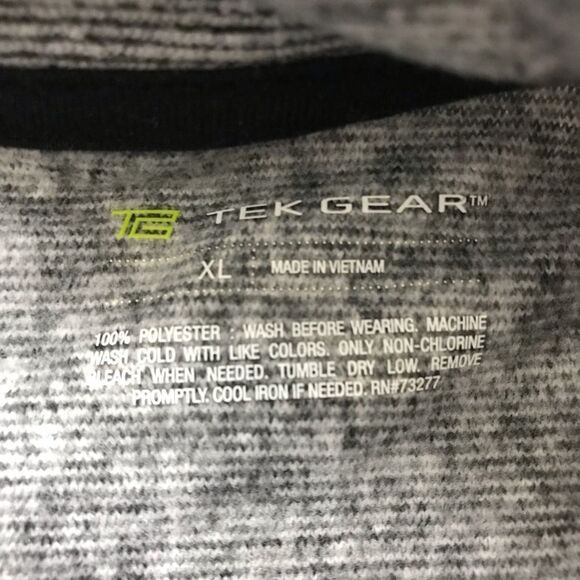 TG TEK GEAR™
XL : MADE IN VIETNAM
100% POLYESTER : WASH BEFORE WEARING. MACHINE
WASH COLD WITH LIKE COLORS. ONLY NON-CHLORINE
BLEACH WHEN NEEDED. TUMBLE DRY LOW. REMOVE
PROMPTLY. COOL IRON IF NEEDED. RN#73277